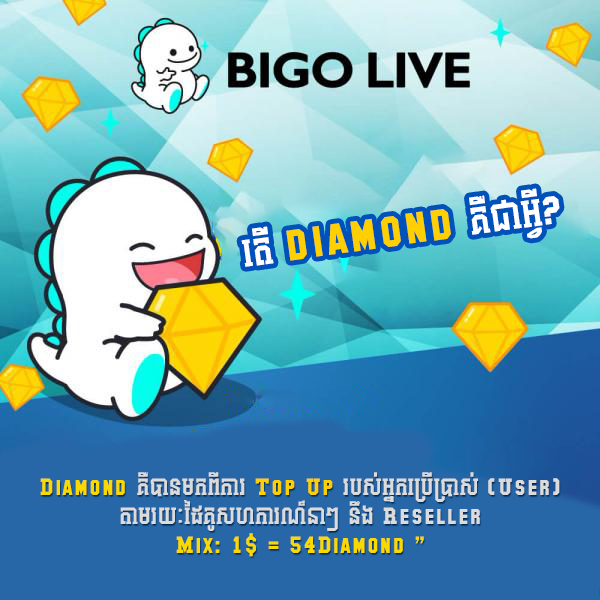 BIGO LIVE
តើ DIAMOND គឺជាអ្វី?
DIAMOND គឺបានមកពីការ TOP UP របស់អ្នកប្រើប្រាស់ (USER)
តាមរយៈដៃគូសហការណ៍នាៗ នឹង RESELLER
MIX: 1$ = 54DIAMOND ”